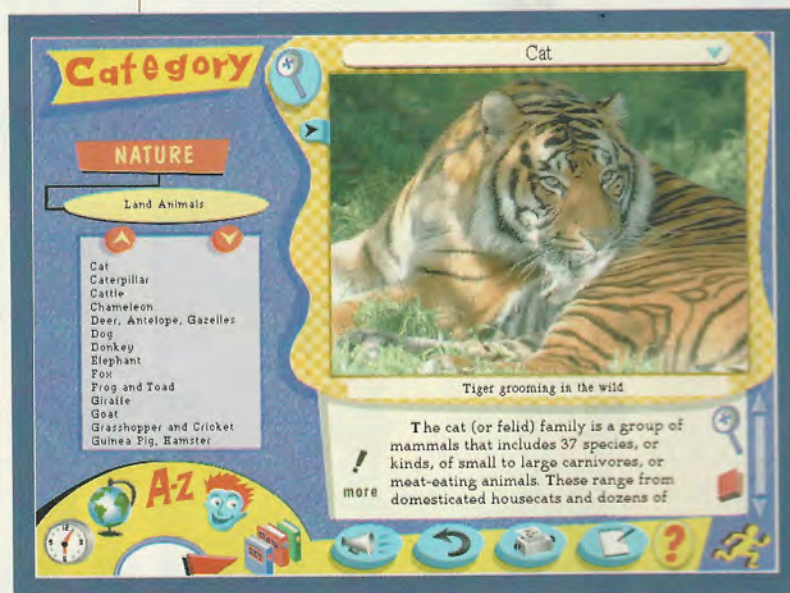 Category
NATURE
Land Animals
Cat
Caterpillar
Cattle
Chameleon
Deer, Antelope, Gazelles
Dog
Donkey
Elephant
Fox
Frog and Toad
Giraffe
Goat
Grasshopper and Cricket
Guinea Pig, Hamster
A-Z
Cat
Tiger grooming in the wild
The cat (or felid) family is a group of
mammals that includes 37 species, or
kinds, of small to large carnivores, or
meat-eating animals. These range from
domesticated housecats and dozens of
! more
?